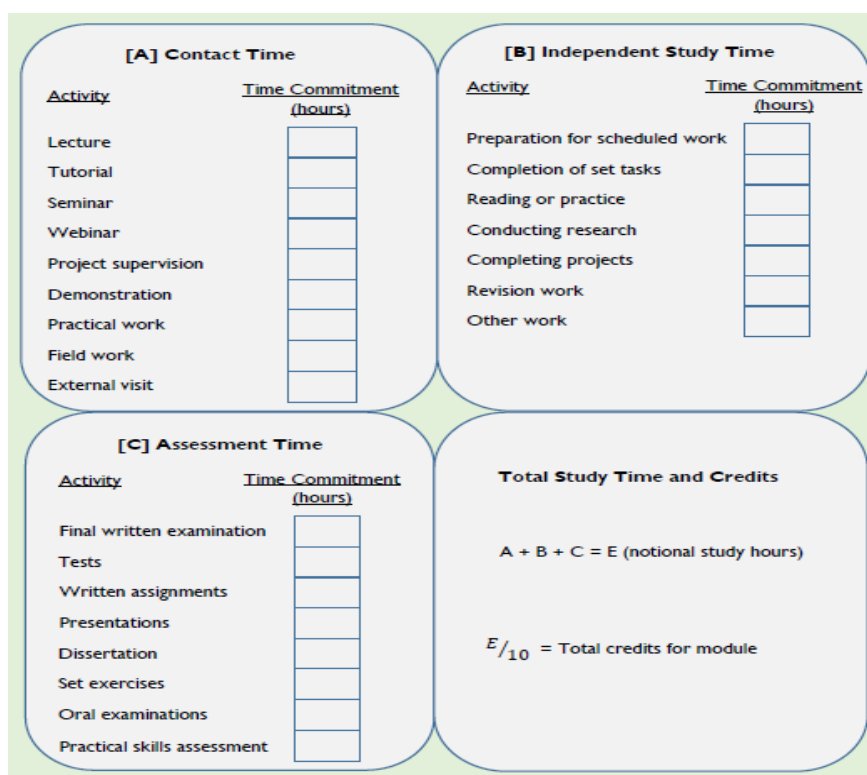 [A] Contact Time
Activity Time Commitment
(hours)
Lecture
Tutorial
Seminar
Webinar
Project supervision
Demonstration
Practical work
Field work
External visit
[B] Independent Study Time
Activity Time Commitment
(hours)
Preparation for scheduled work
Completion of set tasks
Reading or practice
Conducting research
Completing projects
Revision work
Other work
[C] Assessment Time
Activity Time Commitment
(hours)
Final written examination
Tests
Written assignments
Presentations
Dissertation
Set exercises
Oral examinations
Practical skills assessment
Total Study Time and Credits
A + B + C = E (notional study hours)
E/10 = Total credits for module